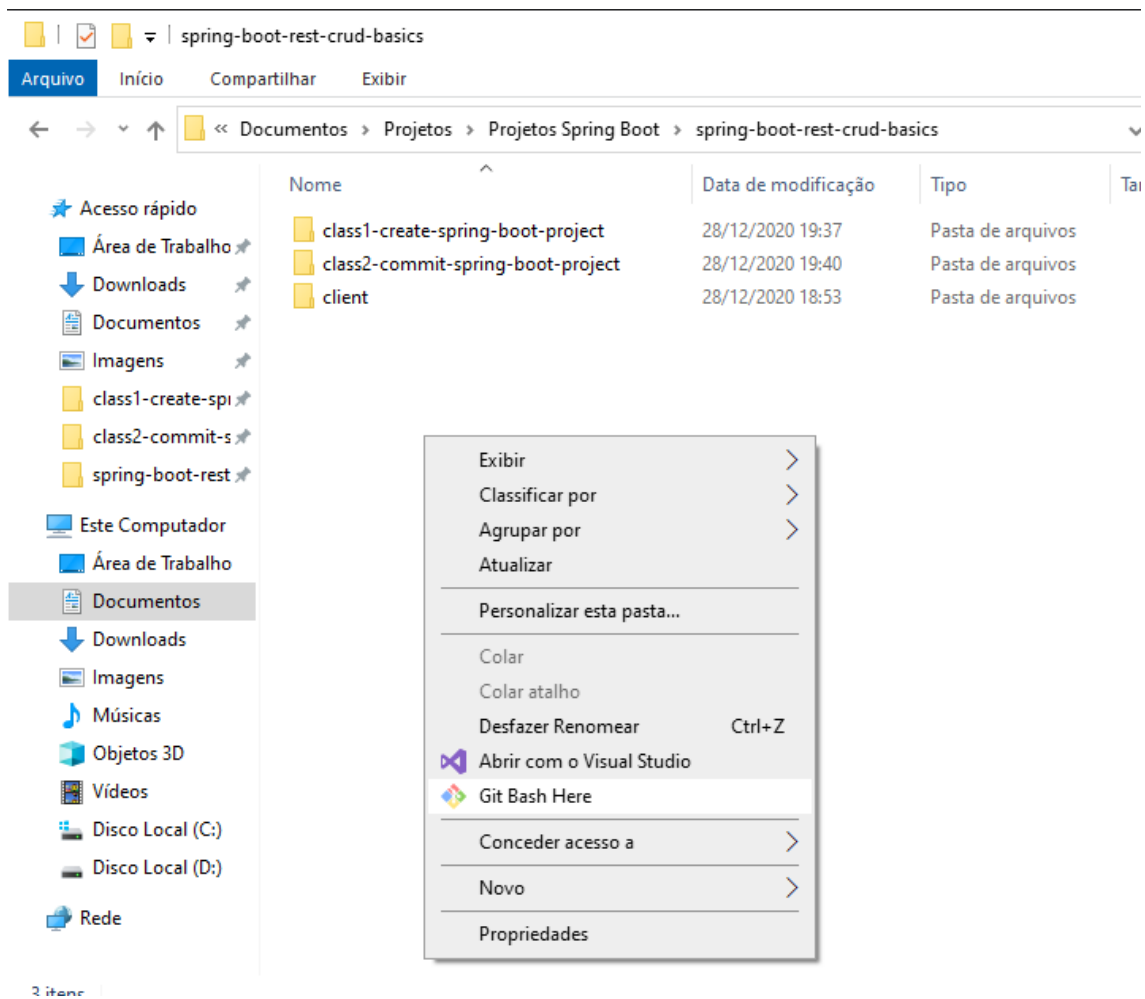 spring-boot-rest-crud-basics
Arquivo Início Compartilhar Exibir
« Documentos > Projetos > Projetos Spring Boot > spring-boot-rest-crud-basics
Nome Data de modificação Tipo
class1-create-spring-boot-project 28/12/2020 19:37 Pasta de arquivos
class2-commit-spring-boot-project 28/12/2020 19:40 Pasta de arquivos
client 28/12/2020 18:53 Pasta de arquivos
Acesso rápido
Área de Trabalho
Downloads
Documentos
Imagens
class1-create-spr
class2-commit-s
spring-boot-rest
Este Computador
Área de Trabalho
Documentos
Downloads
Imagens
Músicas
Objetos 3D
Vídeos
Disco Local (C:)
Disco Local (D:)
Rede
Exibir
Classificar por
Agrupar por
Atualizar
Personalizar esta pasta...
Colar
Colar atalho
Desfazer Renomear Ctrl+Z
Abrir com o Visual Studio
Git Bash Here
Conceder acesso a
Novo
Propriedades
3 itens